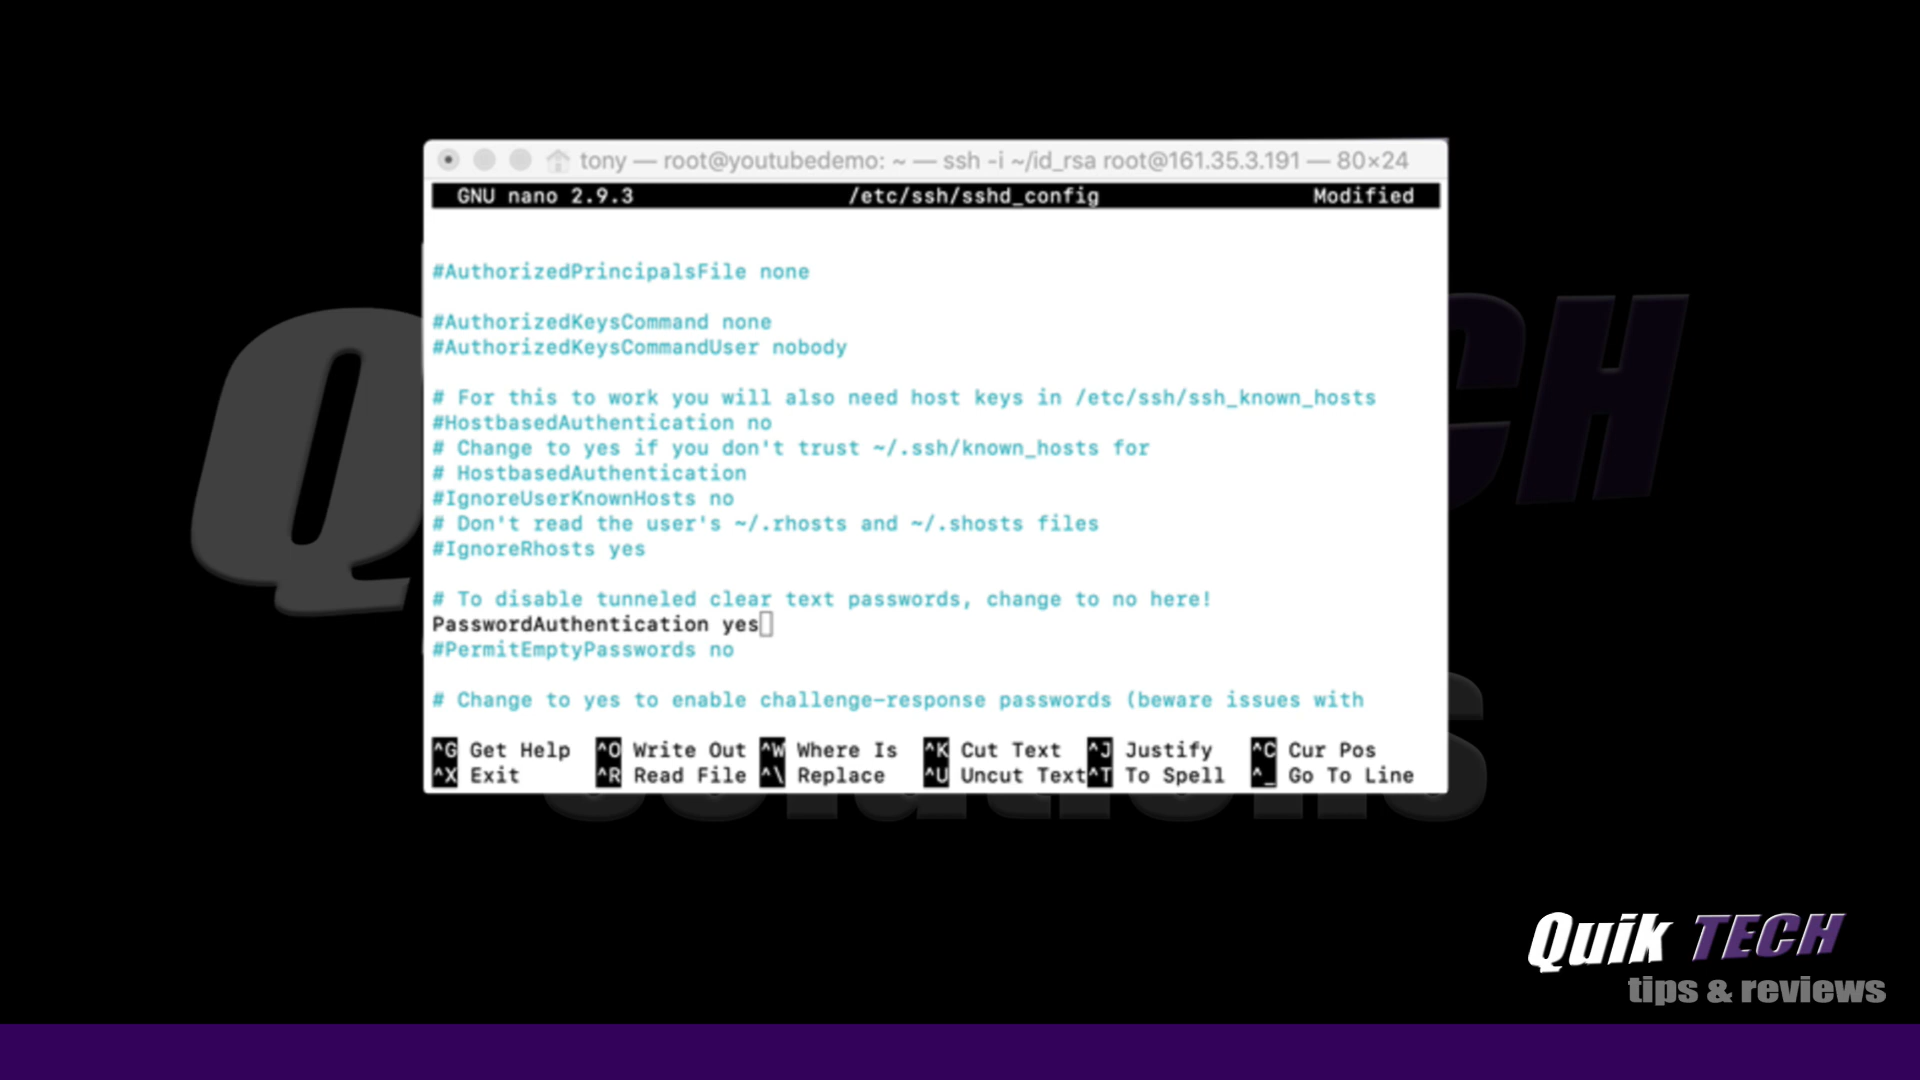 tony — root@youtubedemo: ~ — ssh -i ~/id_rsa root@161.35.3.191 — 80×24
GNU nano 2.9.3 /etc/ssh/sshd_config Modified
#AuthorizedPrincipalsFile none
#AuthorizedKeysCommand none
#AuthorizedKeysCommandUser nobody
# For this to work you will also need host keys in /etc/ssh/ssh_known_hosts
#HostbasedAuthentication no
# Change to yes if you don't trust ~/.ssh/known_hosts for
# HostbasedAuthentication
#IgnoreUserKnownHosts no
# Don't read the user's ~/.rhosts and ~/.shosts files
#IgnoreRhosts yes
# To disable tunneled clear text passwords, change to no here!
PasswordAuthentication yes
#PermitEmptyPasswords no
# Change to yes to enable challenge-response passwords (beware issues with
^G Get Help ^O Write Out ^W Where Is ^K Cut Text ^J Justify ^C Cur Pos
^X Exit ^R Read File ^\ Replace ^U Uncut Text ^T To Spell ^_ Go To Line
Quik TECH
tips & reviews